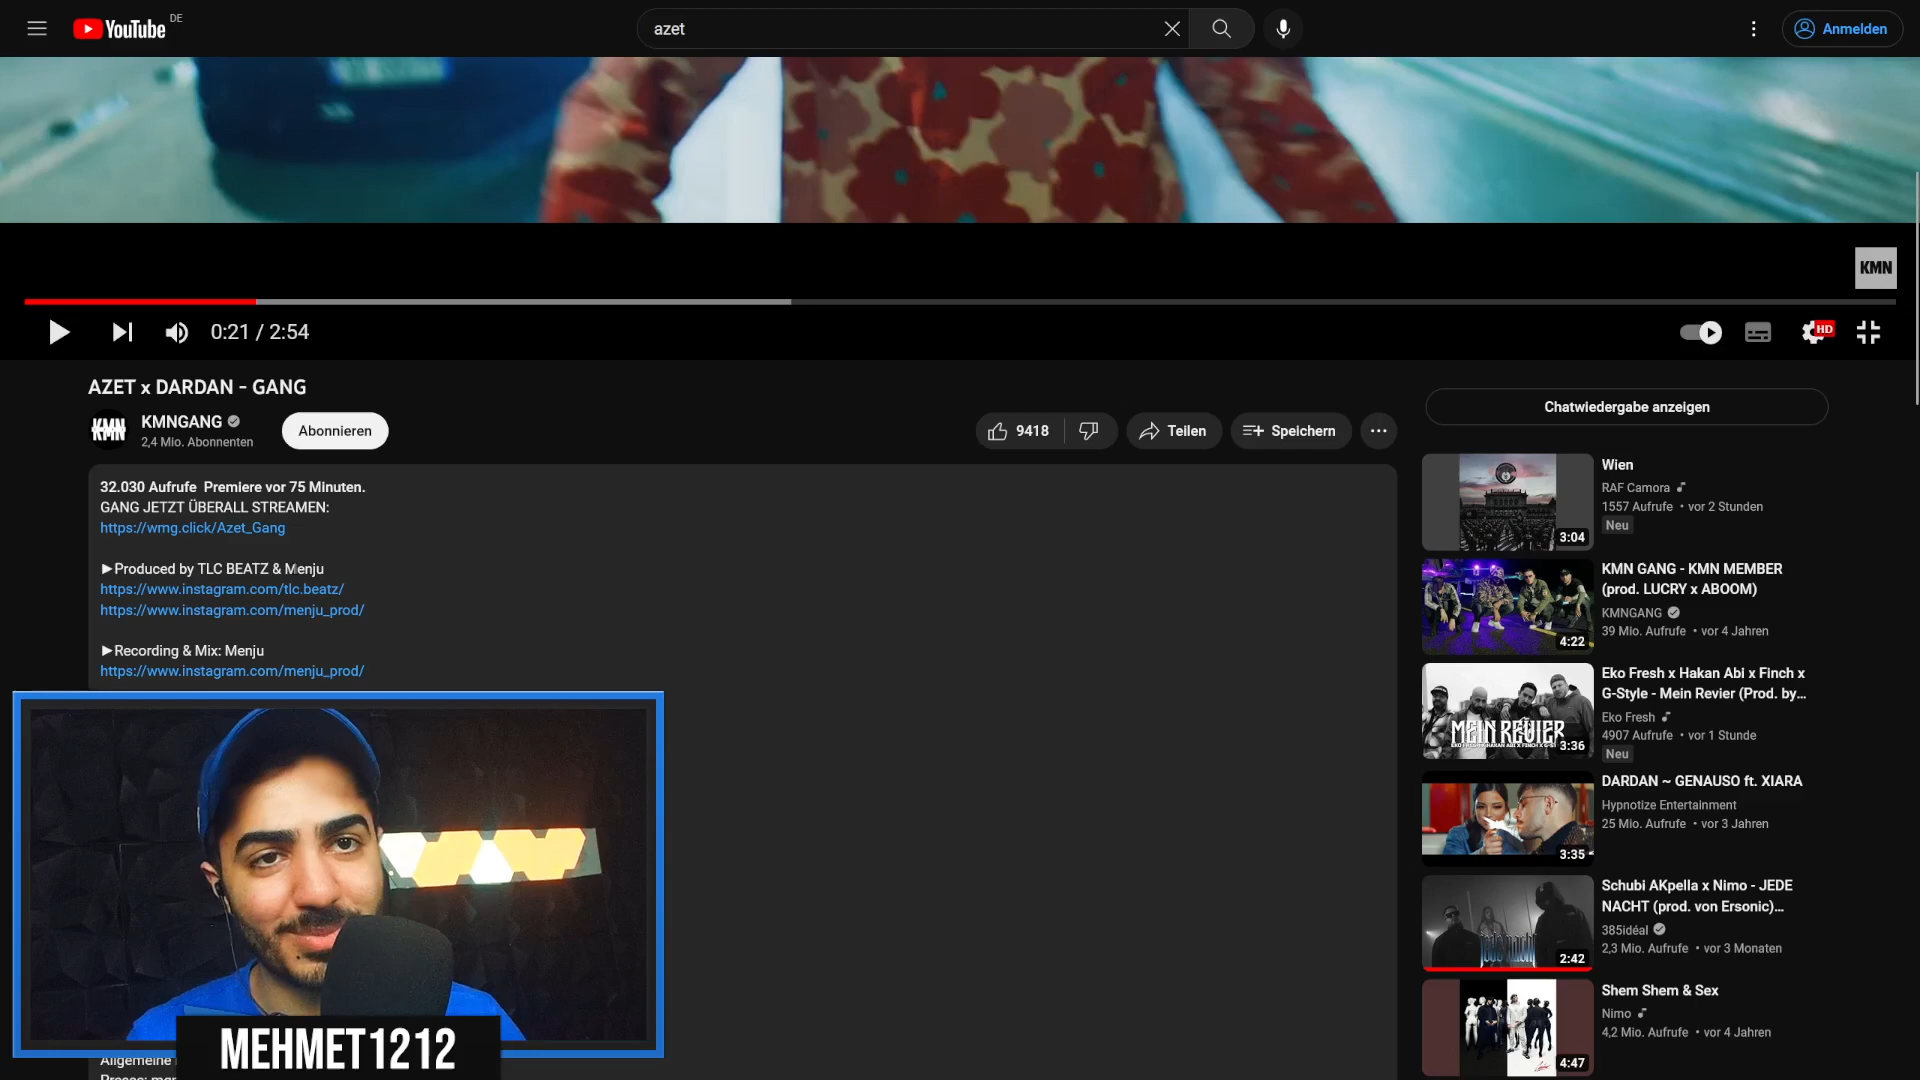 YouTube DE
azet
Anmelden
KMN
0:21 / 2:54
HD
AZET x DARDAN - GANG
KMN
KMNGANG
2,4 Mio. Abonnenten
Abonnieren
9418
Teilen
Speichern
32.030 Aufrufe Premiere vor 75 Minuten.
GANG JETZT ÜBERALL STREAMEN:
https://wmg.click/Azet_Gang
►Produced by TLC BEATZ & Menju
https://www.instagram.com/tlc.beatz/
https://www.instagram.com/menju_prod/
►Recording & Mix: Menju
https://www.instagram.com/menju_prod/
MEHMET1212
Allgemeine
Chatwiedergabe anzeigen
3:04
Wien
RAF Camora
1557 Aufrufe • vor 2 Stunden
Neu
4:22
KMN GANG - KMN MEMBER
(prod. LUCRY x ABOOM)
KMNGANG
39 Mio. Aufrufe • vor 4 Jahren
MEIN REVIER
3:36
Eko Fresh x Hakan Abi x Finch x
G-Style - Mein Revier (Prod. by...
Eko Fresh
4907 Aufrufe • vor 1 Stunde
Neu
3:35
DARDAN ~ GENAUSO ft. XIARA
Hypnotize Entertainment
25 Mio. Aufrufe • vor 3 Jahren
2:42
Schubi AKpella x Nimo - JEDE
NACHT (prod. von Ersonic)...
385idéal
2,3 Mio. Aufrufe • vor 3 Monaten
4:47
Shem Shem & Sex
Nimo
4,2 Mio. Aufrufe • vor 4 Jahren